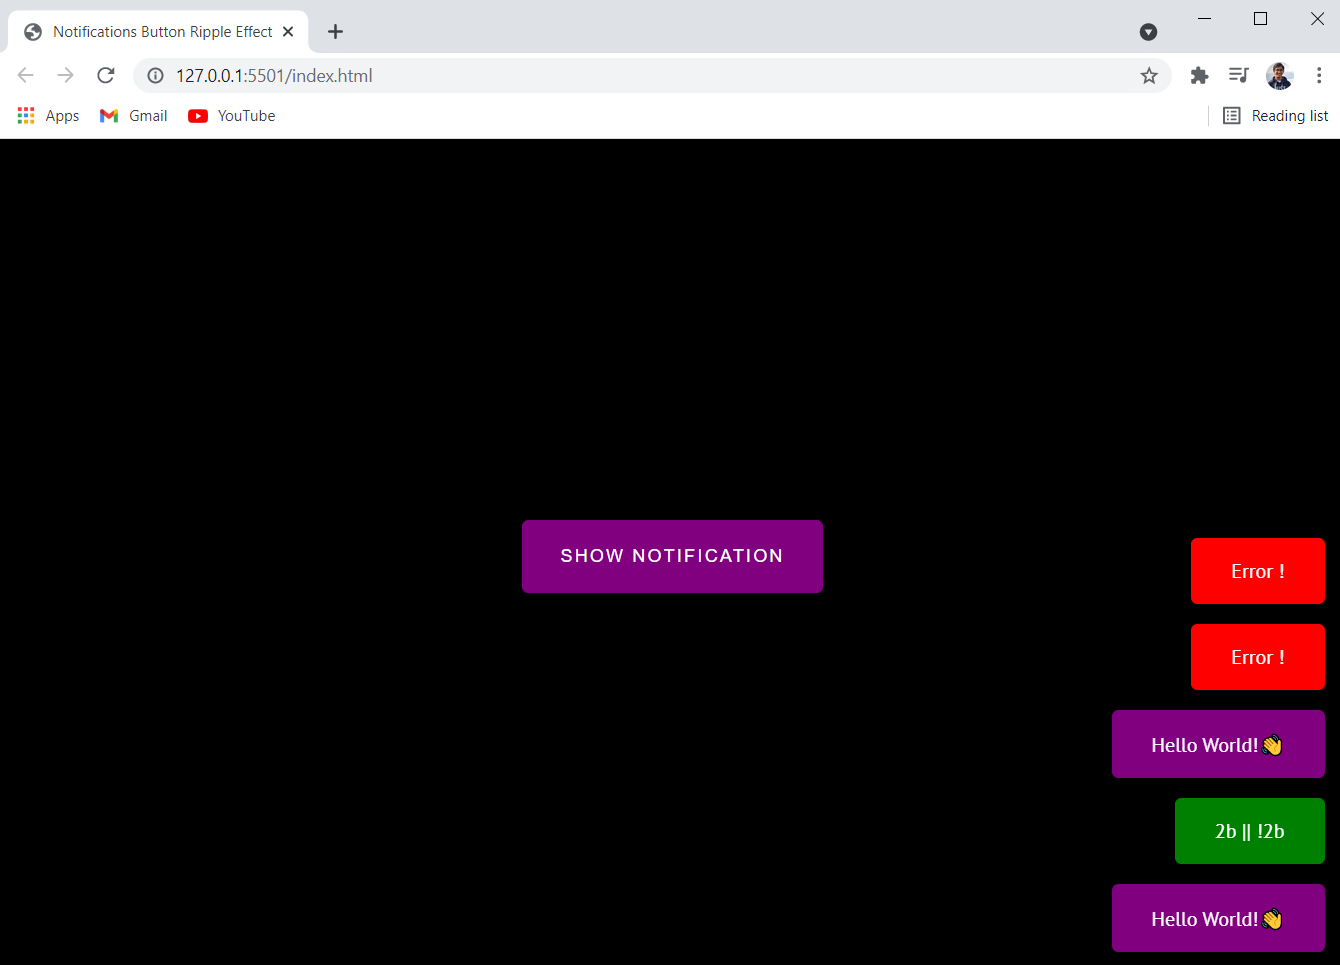 Notifications Button Ripple Effect
127.0.0.1:5501/index.html
Apps Gmail YouTube Reading list
SHOW NOTIFICATION
Error !
Error !
Hello World!👋
2b || !2b
Hello World!👋